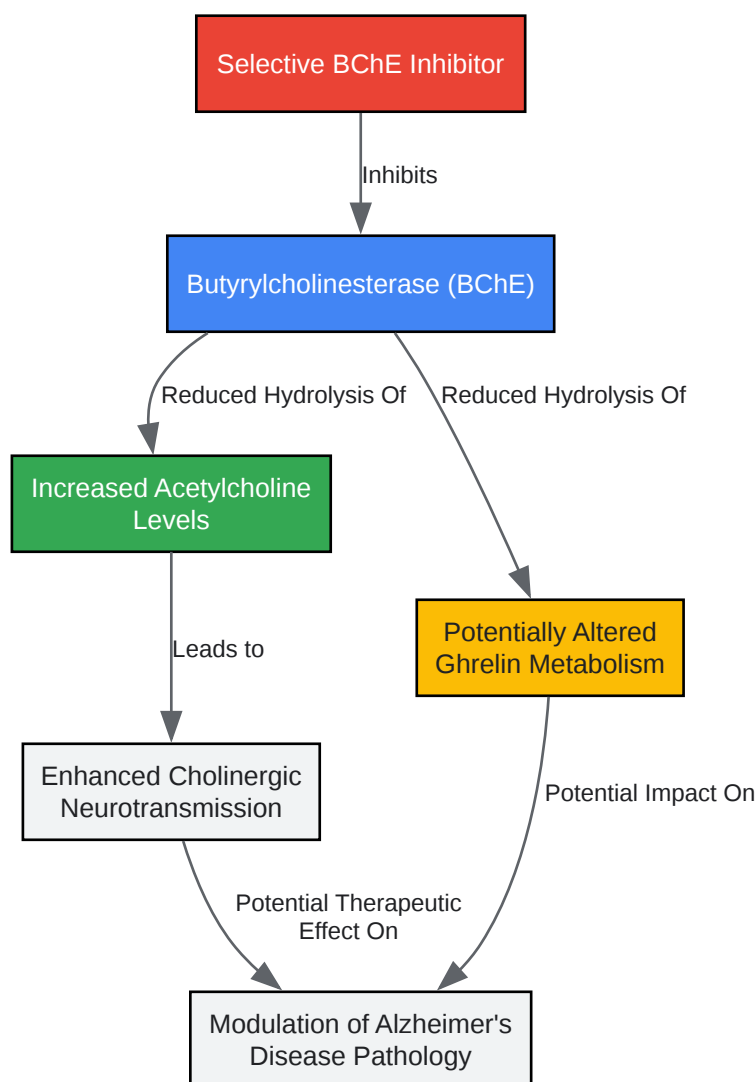 Selective BChE Inhibitor
Inhibits
Butyrylcholinesterase (BChE)
Reduced Hydrolysis Of
Reduced Hydrolysis Of
Increased Acetylcholine
Levels
Potentially Altered
Ghrelin Metabolism
Leads to
Enhanced Cholinergic
Neurotransmission
Potential Impact On
Potential Therapeutic
Effect On
Modulation of Alzheimer's
Disease Pathology